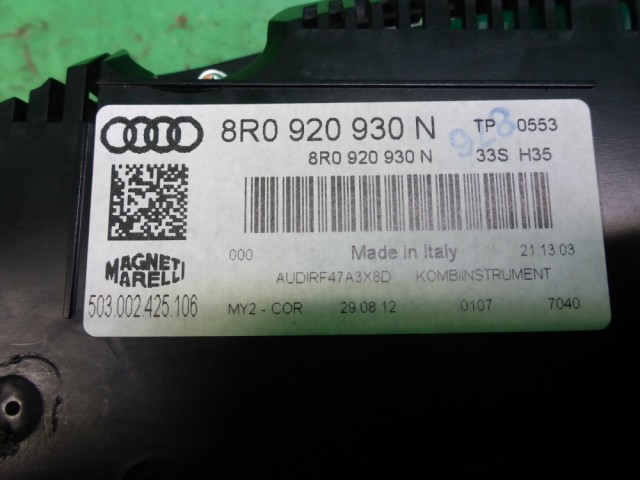 8R0 920 930 N TP 0553
8R0 920 930 N 33S H35
928
000 Made in Italy 21:13.03
MAGNETI
MARELLI
AUDIRF47A3X8D KOMBIINSTRUMENT
503.002.425.106 MY2 - COR 29.08.12 0107 7040